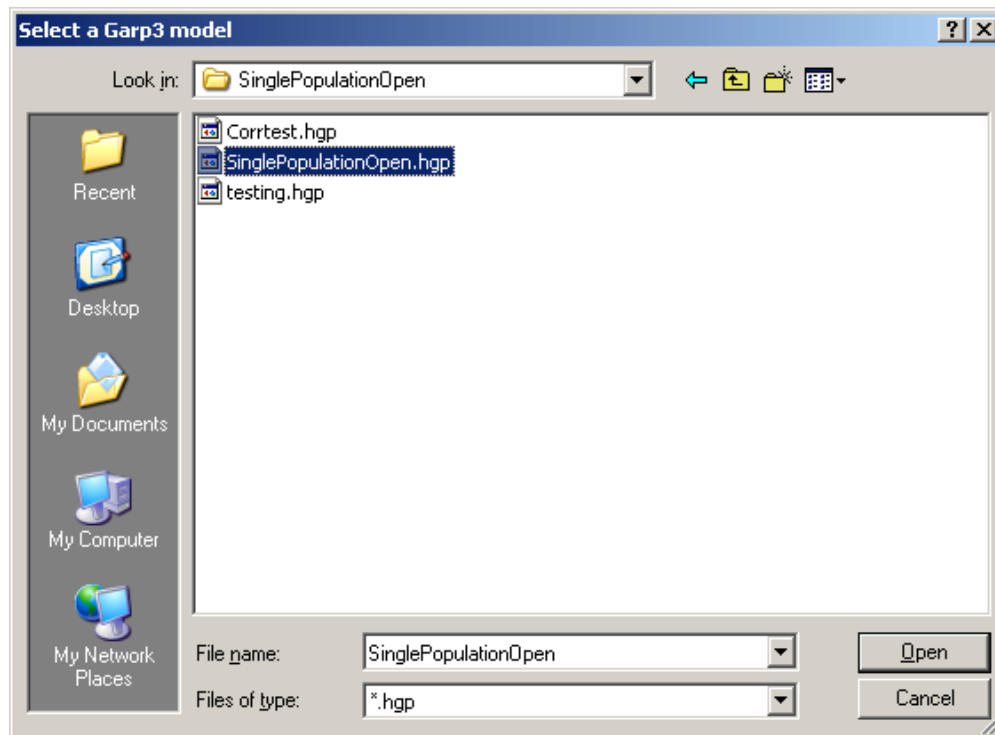 Select a Garp3 model
Look in: SinglePopulationOpen
Corrtest.hgp
SinglePopulationOpen.hgp
testing.hgp
Recent
Desktop
My Documents
My Computer
My Network
Places
File name: SinglePopulationOpen Open
Files of type: *.hgp Cancel